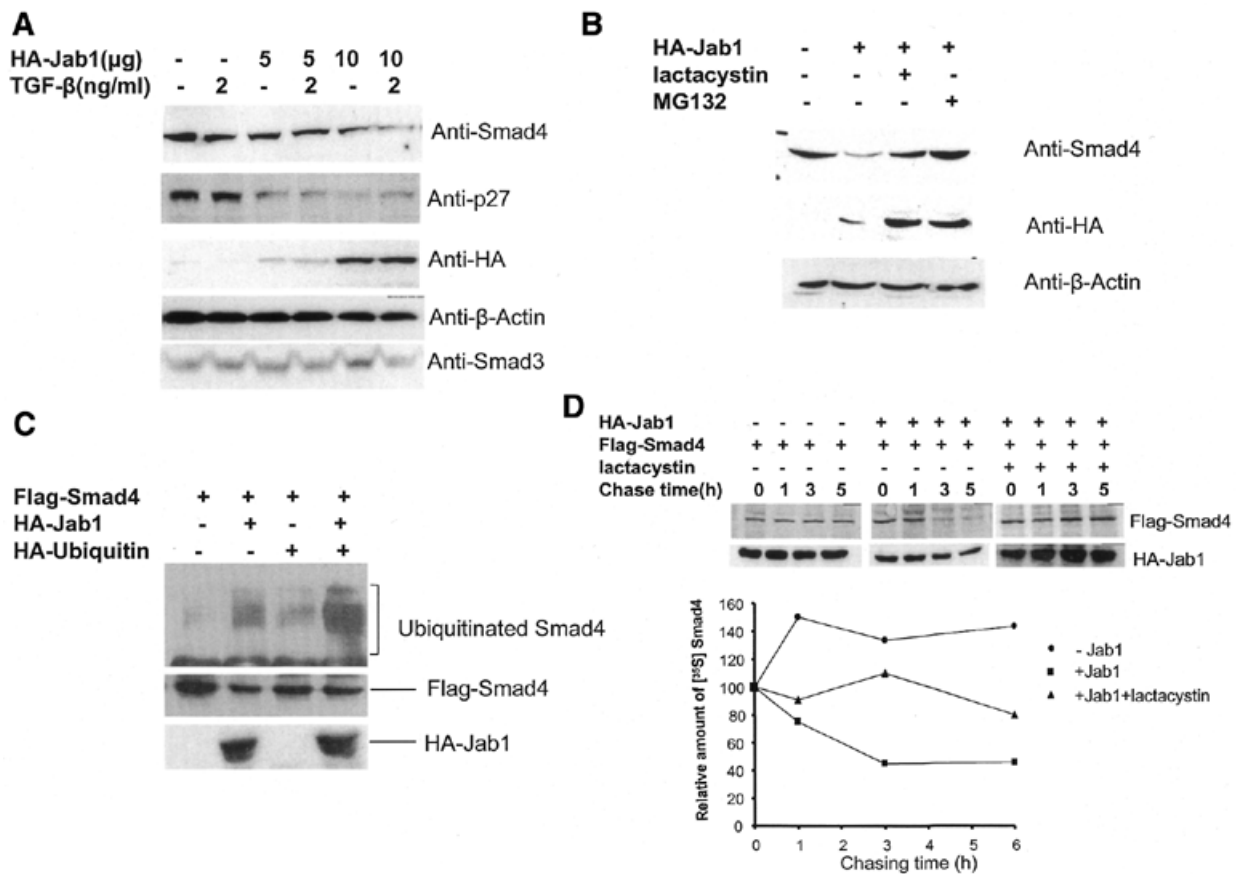 A
HA-Jab1(µg) - - 5 5 10 10
TGF-β(ng/ml) - 2 - 2 - 2
Anti-Smad4
Anti-p27
Anti-HA
Anti-β-Actin
Anti-Smad3
B
HA-Jab1 - + + +
lactacystin - - + -
MG132 - - - +
Anti-Smad4
Anti-HA
Anti-β-Actin
C
Flag-Smad4 + + + +
HA-Jab1 - + - +
HA-Ubiquitin - - + +
Ubiquitinated Smad4
Flag-Smad4
HA-Jab1
D
HA-Jab1 - - - - + + + + + + + +
Flag-Smad4 + + + + + + + + + + + +
lactacystin - - - - - - - - + + + +
Chase time(h) 0 1 3 5 0 1 3 5 0 1 3 5
Flag-Smad4
HA-Jab1
Relative amount of [³⁵S] Smad4
160
140
120
100
80
60
40
20
0
0 1 2 3 4 5 6
Chasing time (h)
- Jab1
+Jab1
+Jab1+lactacystin